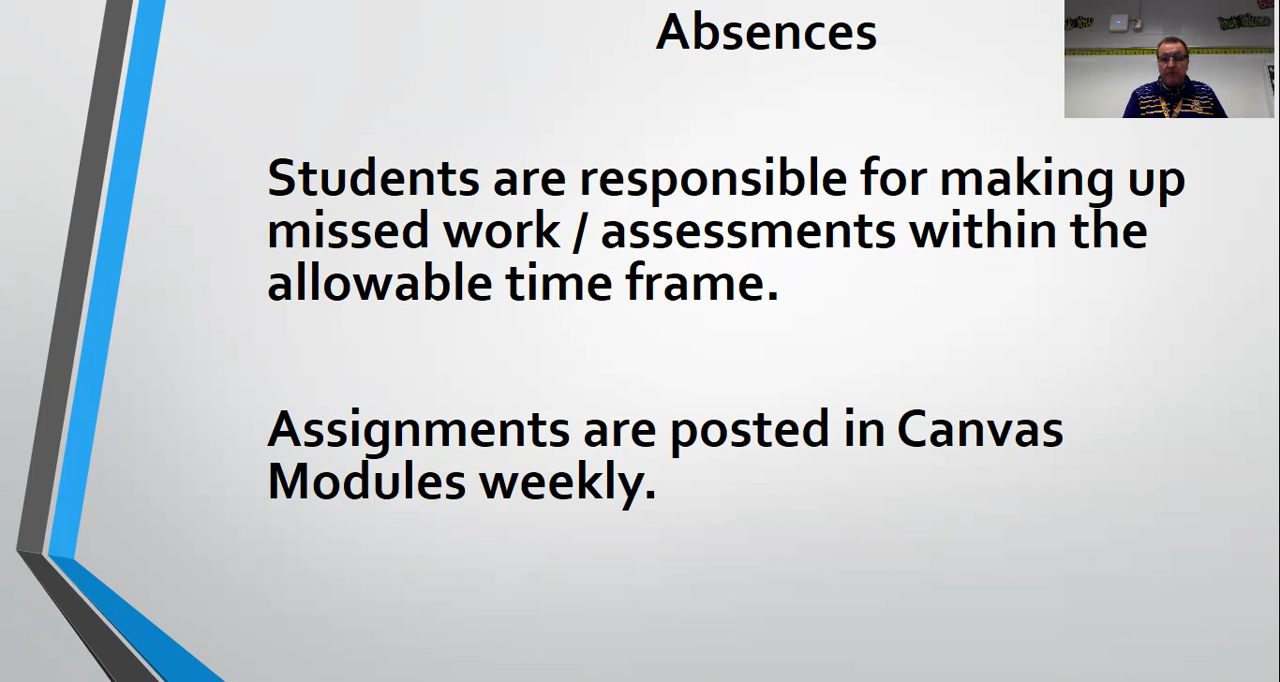 Absences
Students are responsible for making up
missed work / assessments within the
allowable time frame.
Assignments are posted in Canvas
Modules weekly.